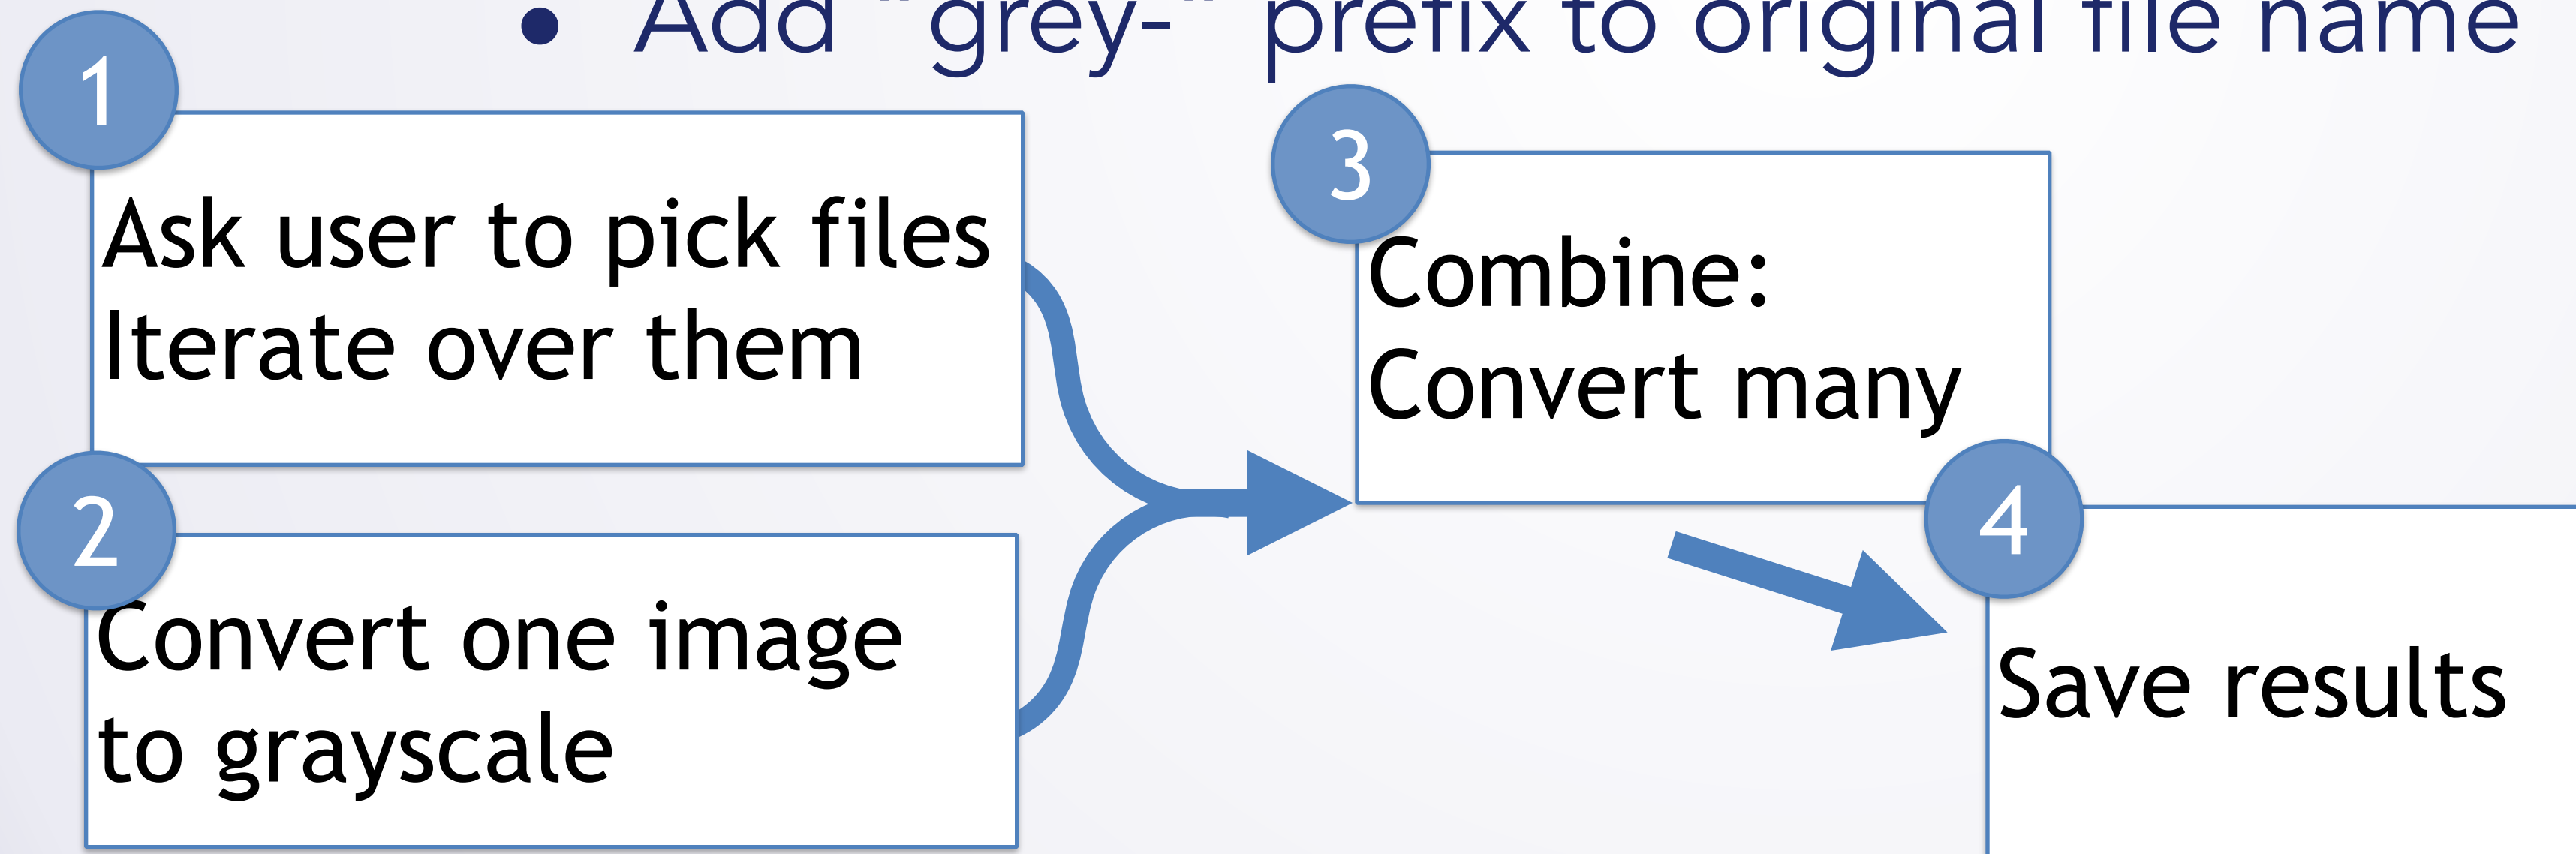 • Add "grey-" prefix to original file name
1
Ask user to pick files
Iterate over them
2
Convert one image
to grayscale
3
Combine:
Convert many
4
Save results